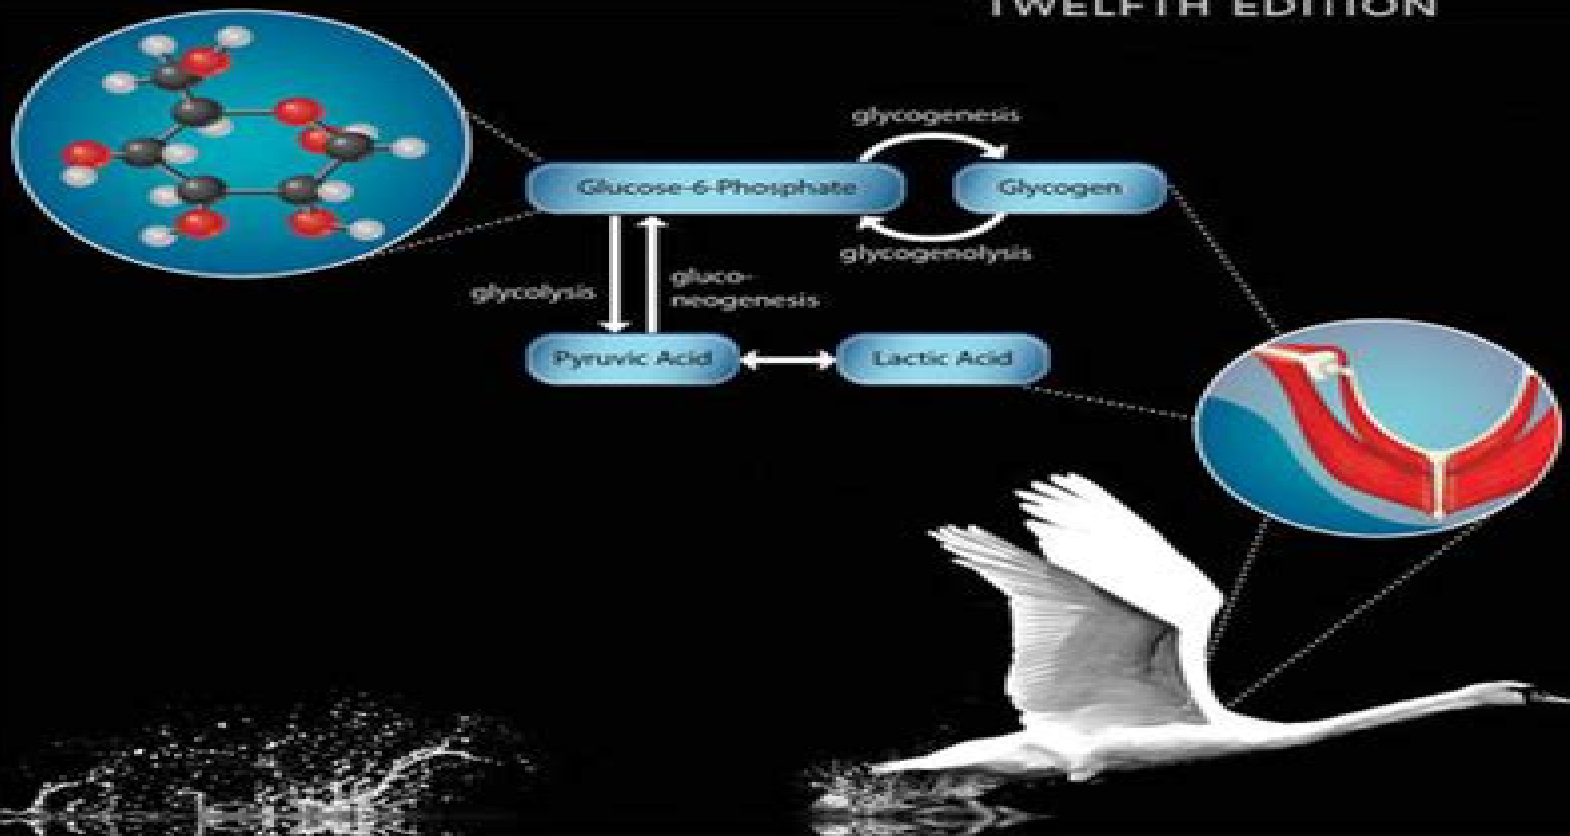 TWELFTH EDITION
glycogenesis
Glucose-6-Phosphate
Glycogen
glycogenolysis
glycolysis
gluco-
neogenesis
Pyruvic Acid
Lactic Acid